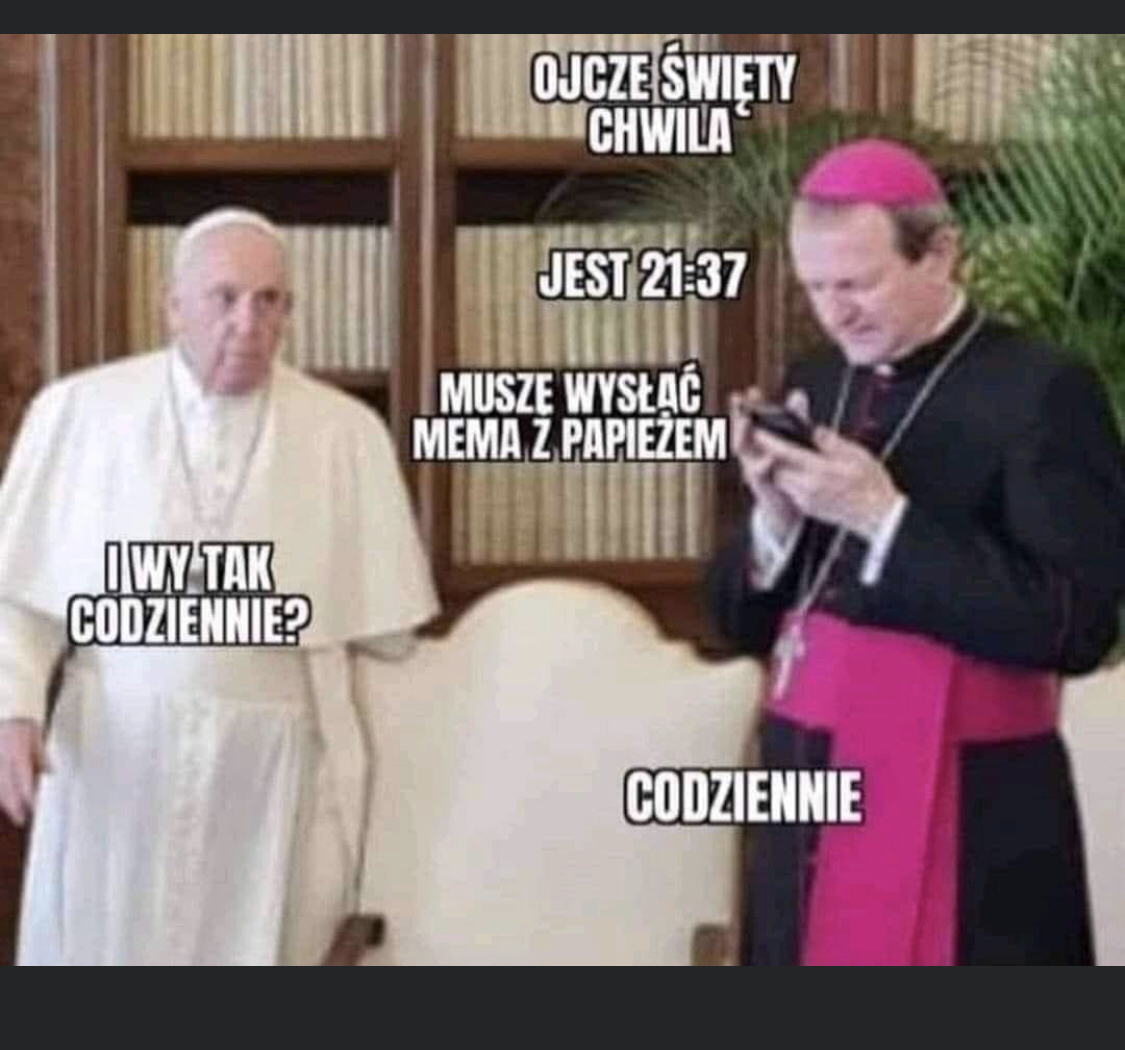 OJCZE ŚWIĘTY
CHWILA
JEST 21:37
MUSZĘ WYSŁAĆ
MEMA Z PAPIEŻEM
I WY TAK
CODZIENNIE?
CODZIENNIE